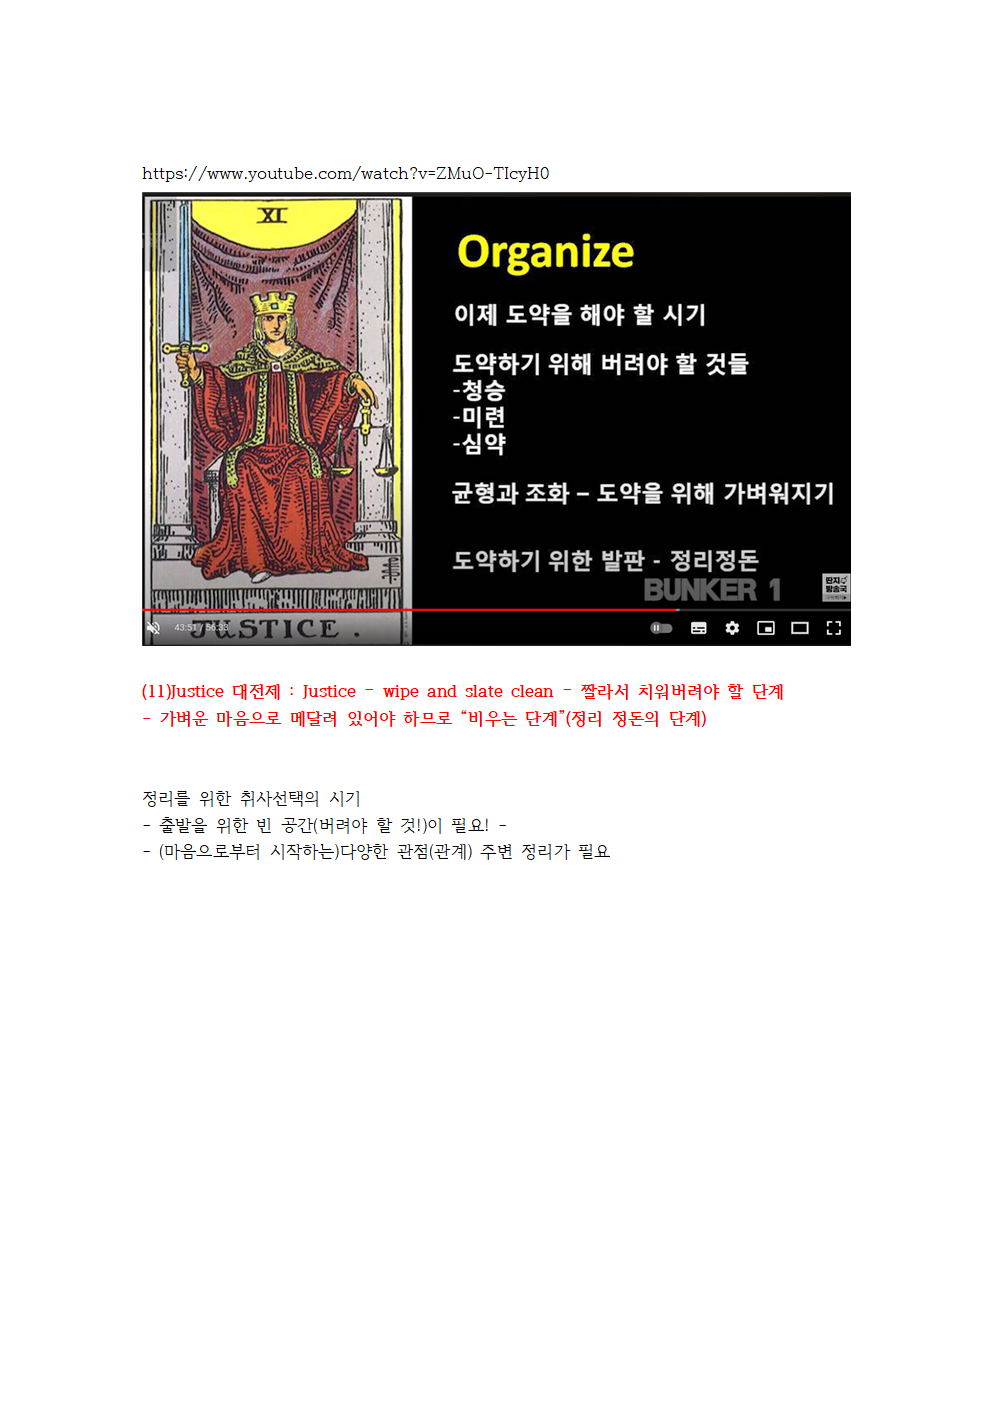 https://www.youtube.com/watch?v=ZMuO-TIcyH0
XI
Organize
이제 도약을 해야 할 시기
도약하기 위해 버려야 할 것들
-청승
-미련
-심약
균형과 조화 – 도약을 위해 가벼워지기
도약하기 위한 발판 - 정리정돈
BUNKER 1
딴지
방송국
43:51 / 56:33
JUSTICE .
(11)Justice 대전제 : Justice - wipe and slate clean - 짤라서 치워버려야 할 단계
- 가벼운 마음으로 메달려 있어야 하므로 “비우는 단계”(정리 정돈의 단계)
정리를 위한 취사선택의 시기
- 출발을 위한 빈 공간(버려야 할 것!)이 필요! -
- (마음으로부터 시작하는)다양한 관점(관계) 주변 정리가 필요